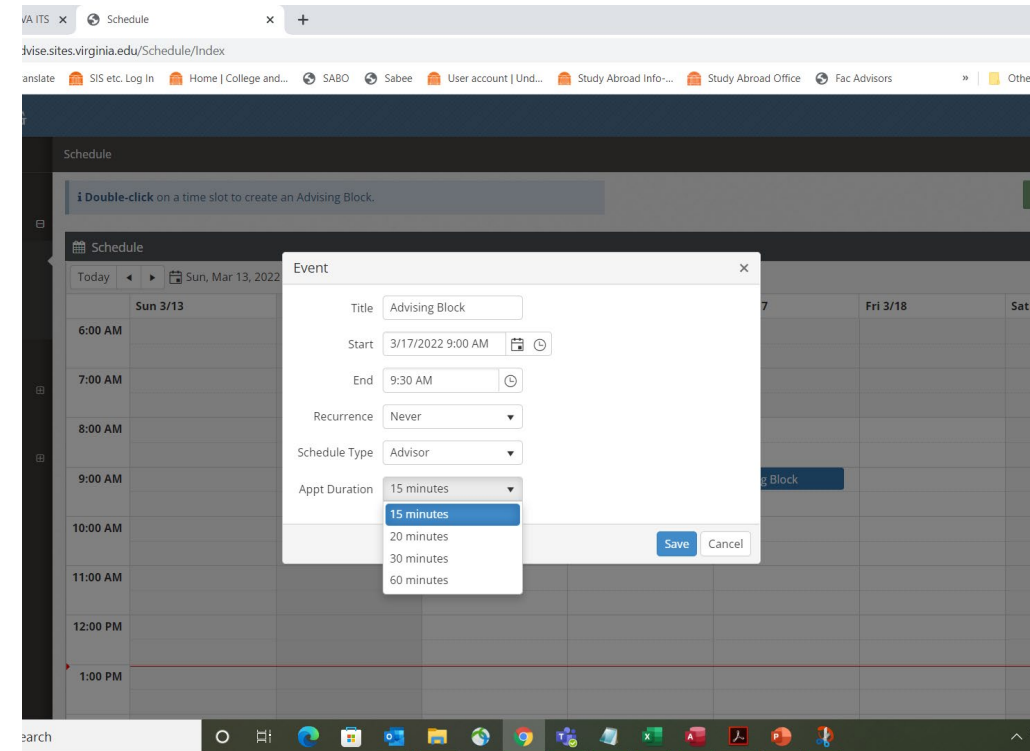 VA ITS × Schedule × +
dvise.sites.virginia.edu/Schedule/Index
anslate SIS etc. Log In Home | College and... SABO Sabee User account | Und... Study Abroad Info-... Study Abroad Office Fac Advisors » Othe
Schedule
i Double-click on a time slot to create an Advising Block.
Schedule
Today Sun, Mar 13, 2022
Sun 3/13 7 Fri 3/18 Sat
6:00 AM
7:00 AM
8:00 AM
9:00 AM
10:00 AM
11:00 AM
12:00 PM
1:00 PM
g Block
Event ×
Title Advising Block
Start 3/17/2022 9:00 AM
End 9:30 AM
Recurrence Never
Schedule Type Advisor
Appt Duration 15 minutes
15 minutes
20 minutes
30 minutes
60 minutes
Save Cancel
earch